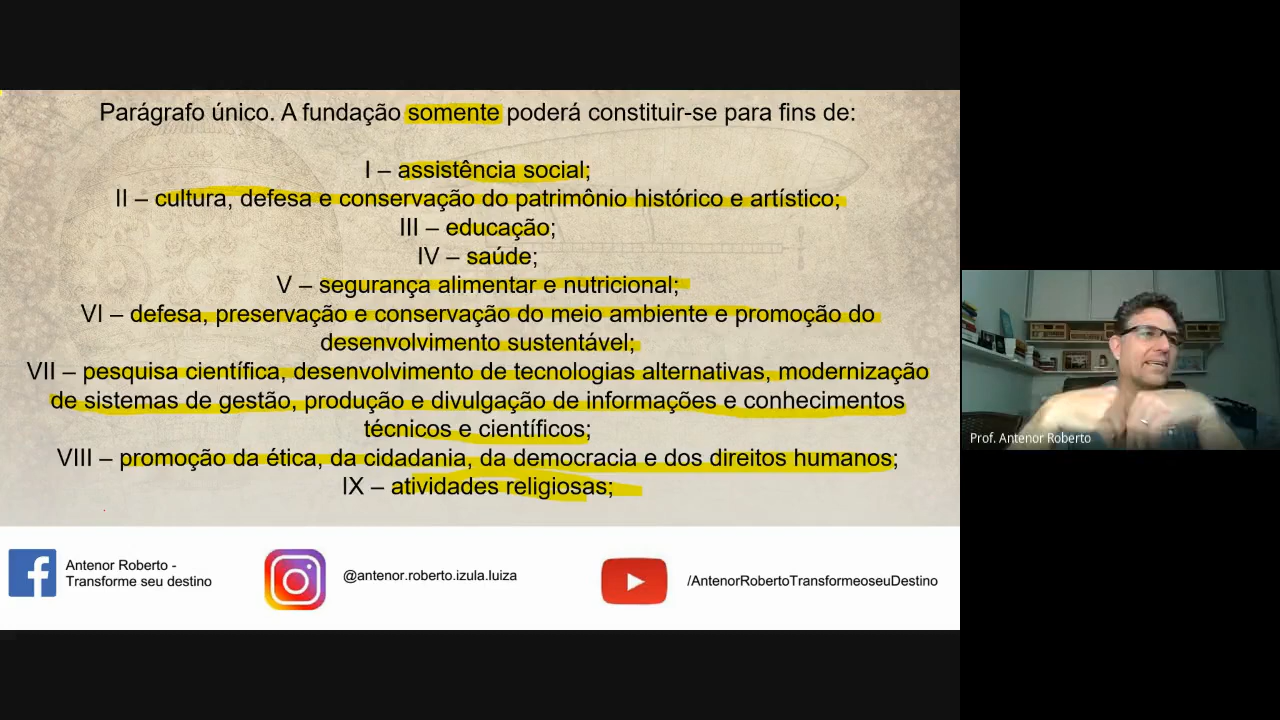 Parágrafo único. A fundação somente poderá constituir-se para fins de:
I – assistência social;
II – cultura, defesa e conservação do patrimônio histórico e artístico;
III – educação;
IV – saúde;
V – segurança alimentar e nutricional;
VI – defesa, preservação e conservação do meio ambiente e promoção do
desenvolvimento sustentável;
VII – pesquisa científica, desenvolvimento de tecnologias alternativas, modernização
de sistemas de gestão, produção e divulgação de informações e conhecimentos
técnicos e científicos;
VIII – promoção da ética, da cidadania, da democracia e dos direitos humanos;
IX – atividades religiosas;
Antenor Roberto -
Transforme seu destino
@antenor.roberto.izula.luiza
/AntenorRobertoTransformeoseuDestino
Prof. Antenor Roberto